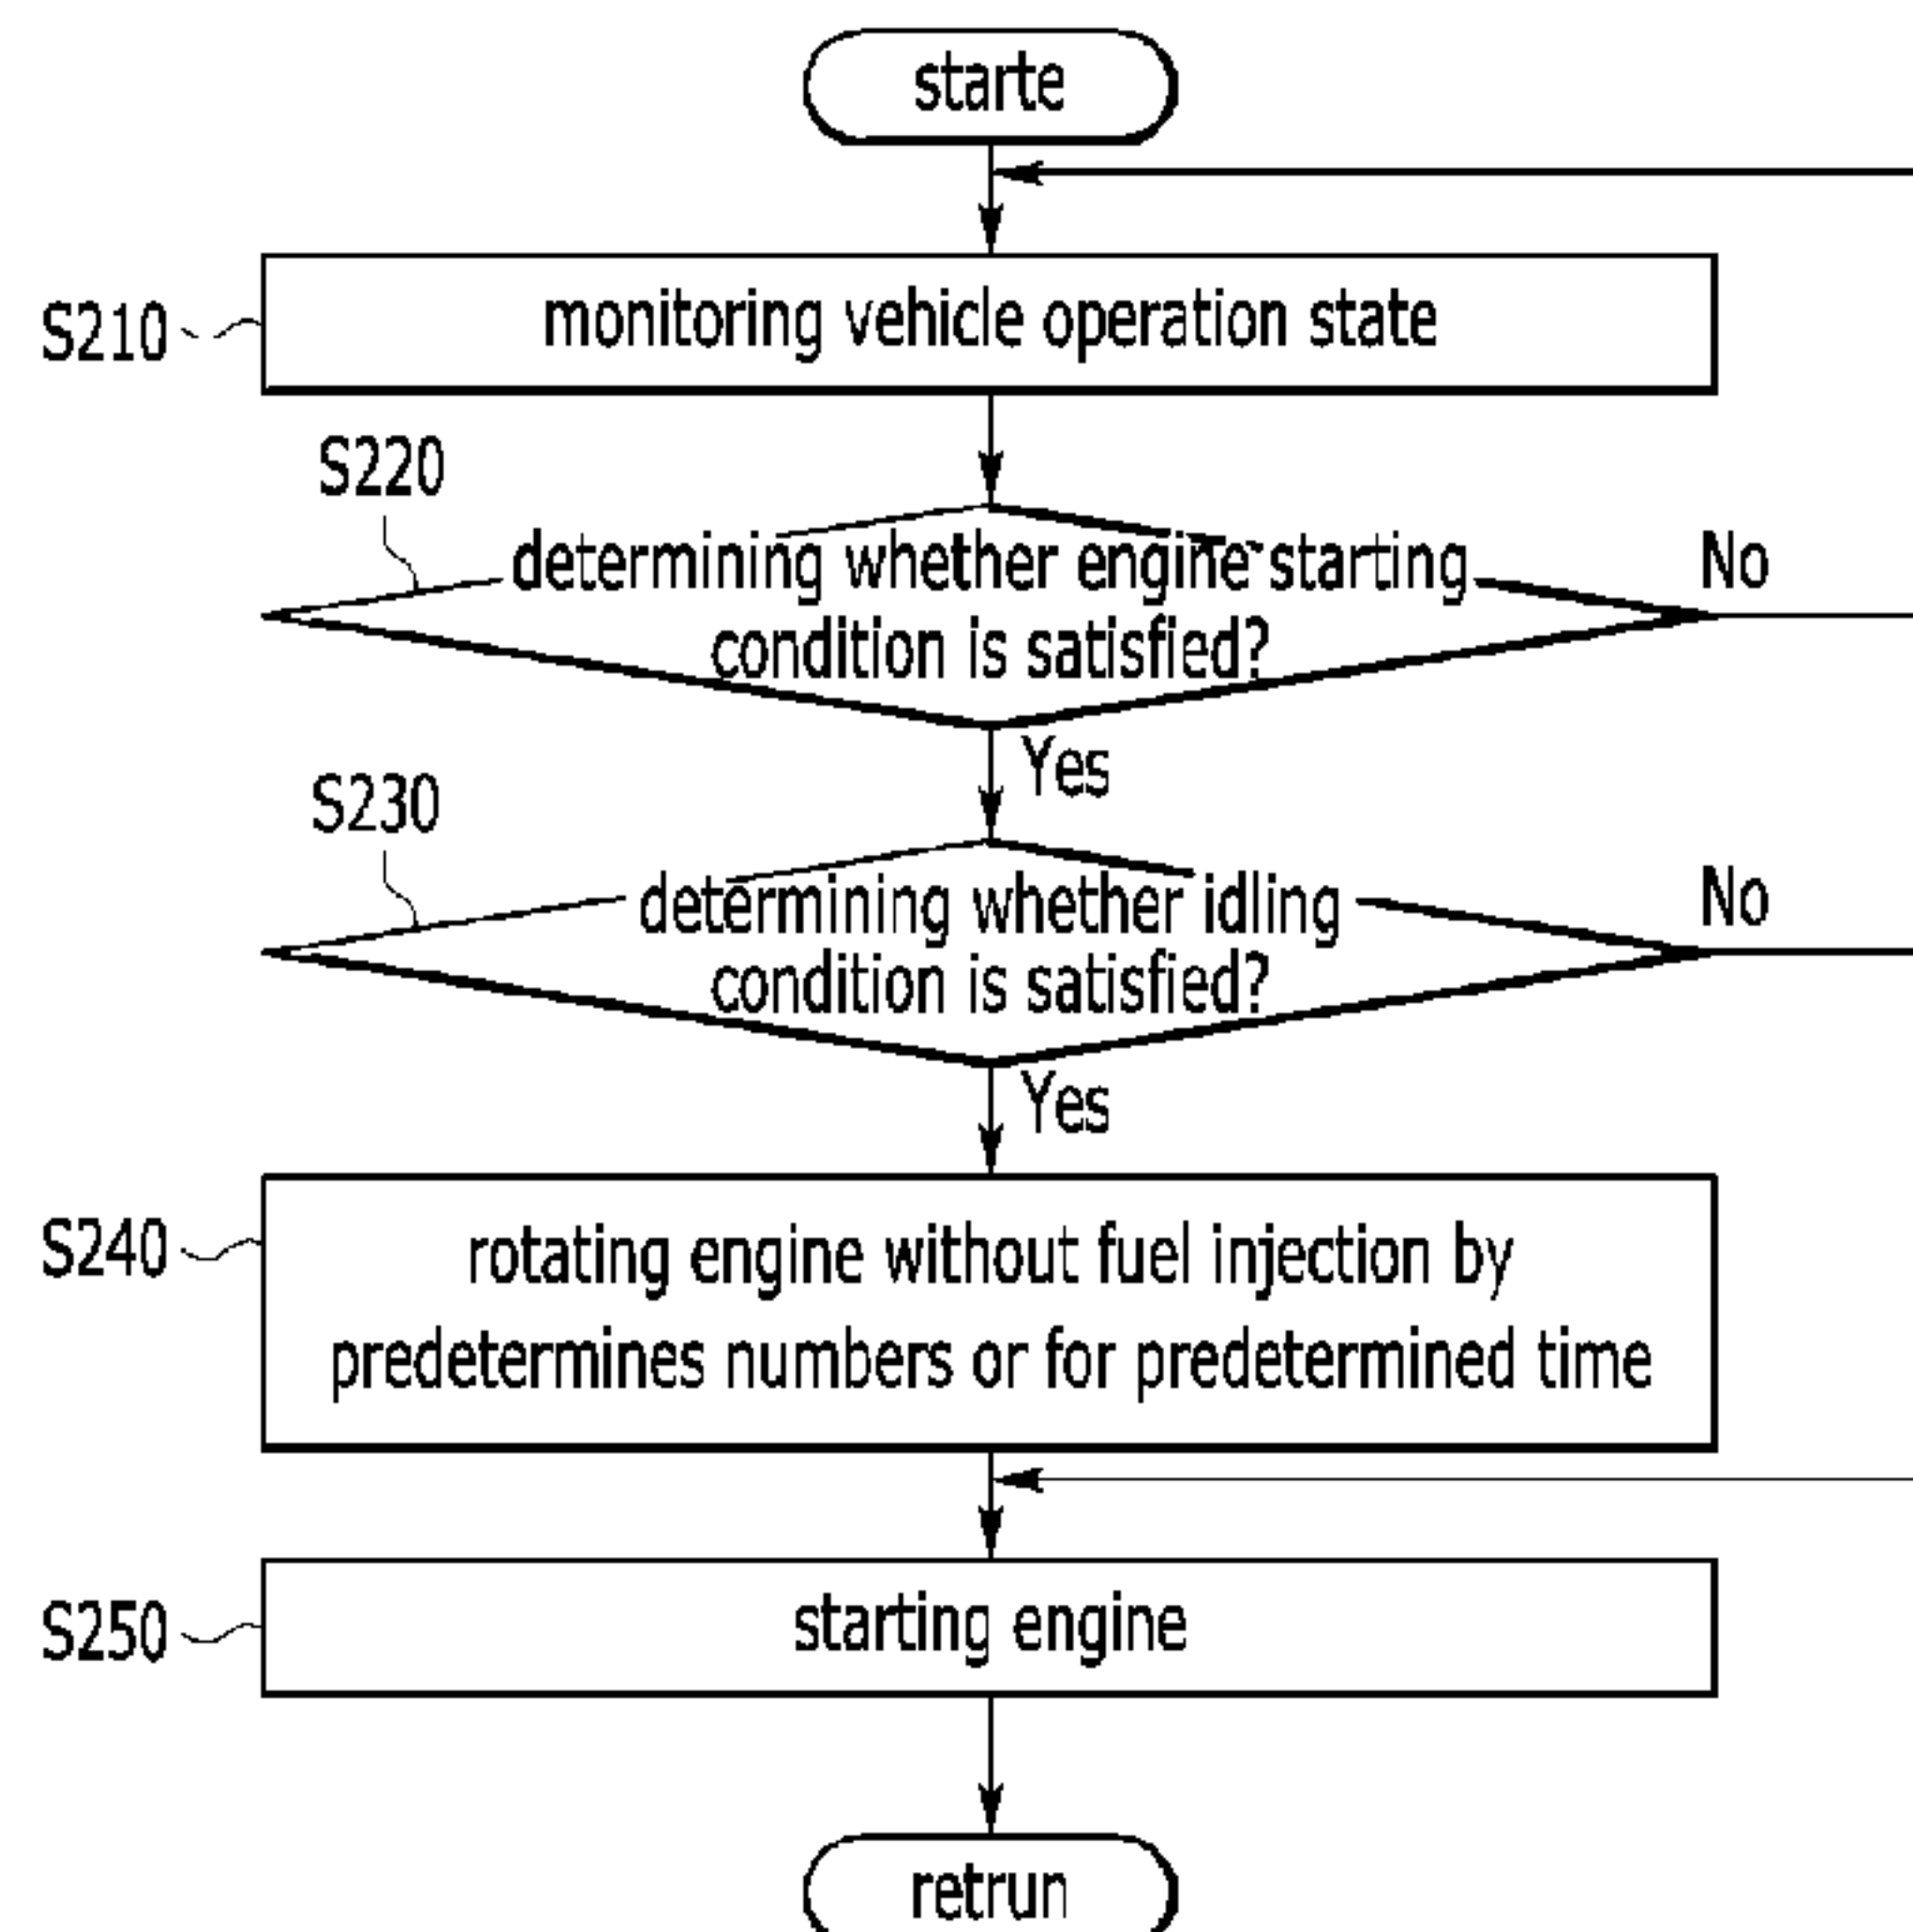 starte
S210
monitoring vehicle operation state
S220
determining whether engine starting
condition is satisfied?
No
Yes
S230
determining whether idling
condition is satisfied?
No
Yes
S240
rotating engine without fuel injection by
predetermines numbers or for predetermined time
S250
starting engine
retrun